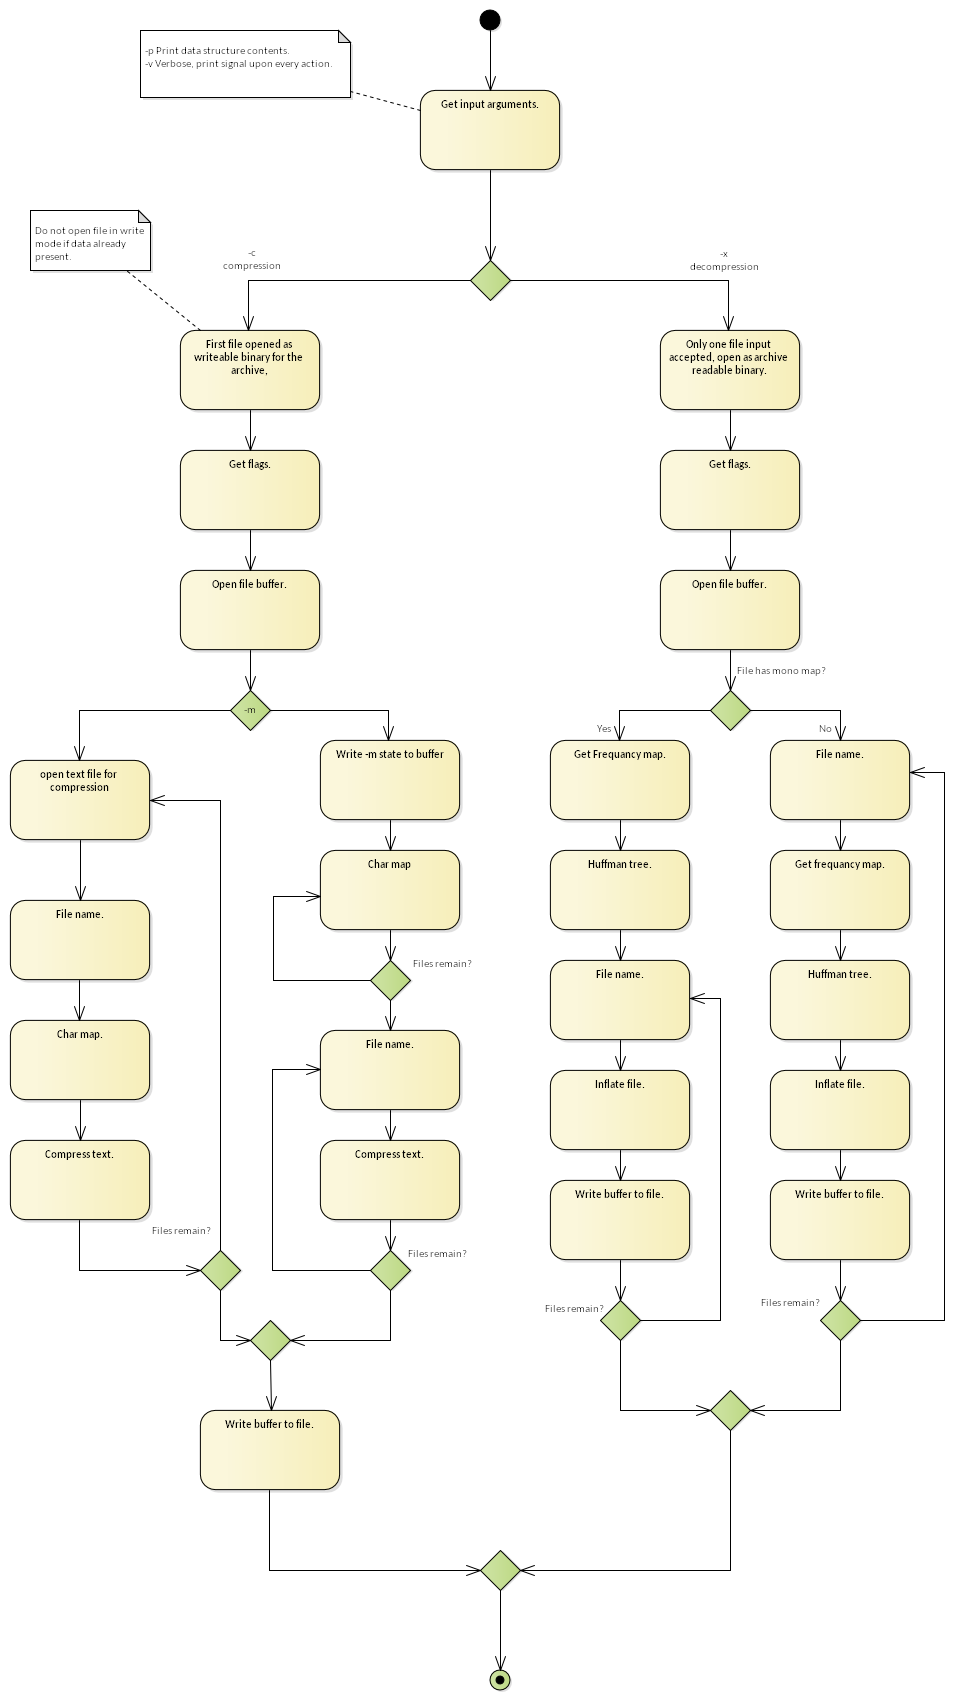 -p Print data structure contents.
-v Verbose, print signal upon every action.
Get input arguments.
Do not open file in write
mode if data already
present.
-c
compression
-x
decompression
First file opened as
writeable binary for the
archive,
Only one file input
accepted, open as archive
readable binary.
Get flags.
Get flags.
Open file buffer.
Open file buffer.
File has mono map?
-m
Yes
No
open text file for
compression
Write -m state to buffer
Get Frequancy map.
File name.
Char map
Huffman tree.
Get frequancy map.
File name.
Files remain?
File name.
Huffman tree.
Char map.
File name.
Inflate file.
Inflate file.
Compress text.
Compress text.
Write buffer to file.
Write buffer to file.
Files remain?
Files remain?
Files remain?
Files remain?
Write buffer to file.